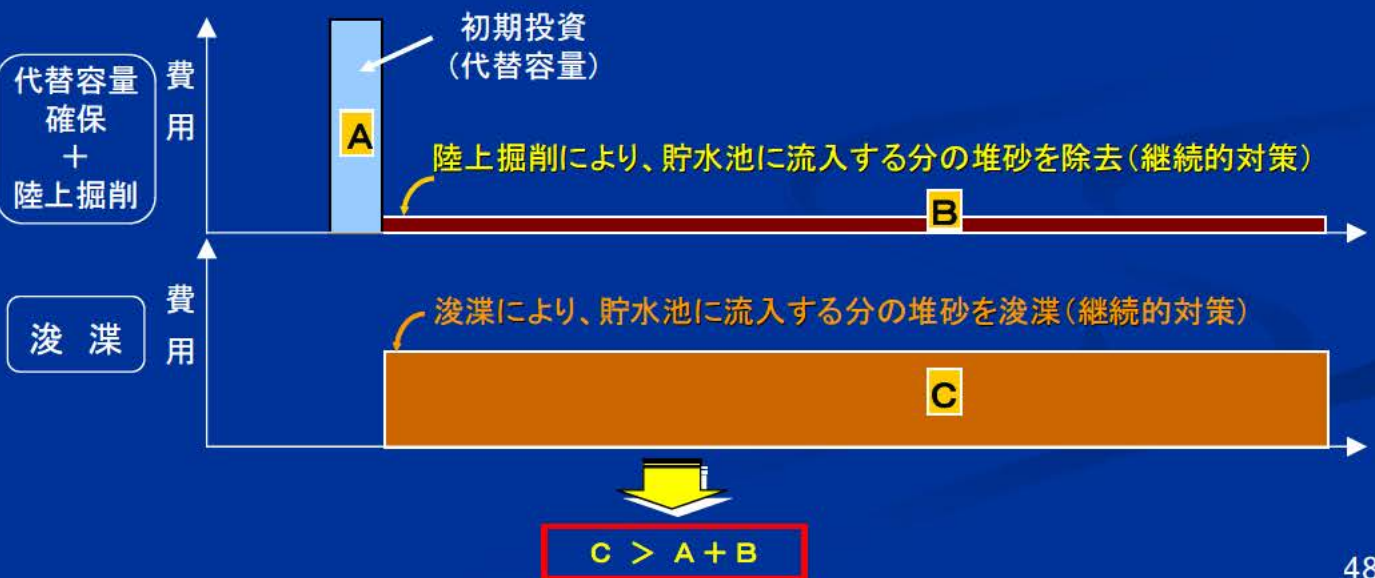 代替容量
確保
＋
陸上掘削
費
用
初期投資
(代替容量)
A
陸上掘削により、貯水池に流入する分の堆砂を除去(継続的対策)
B
浚渫
費
用
浚渫により、貯水池に流入する分の堆砂を浚渫(継続的対策)
C
C > A+B
48